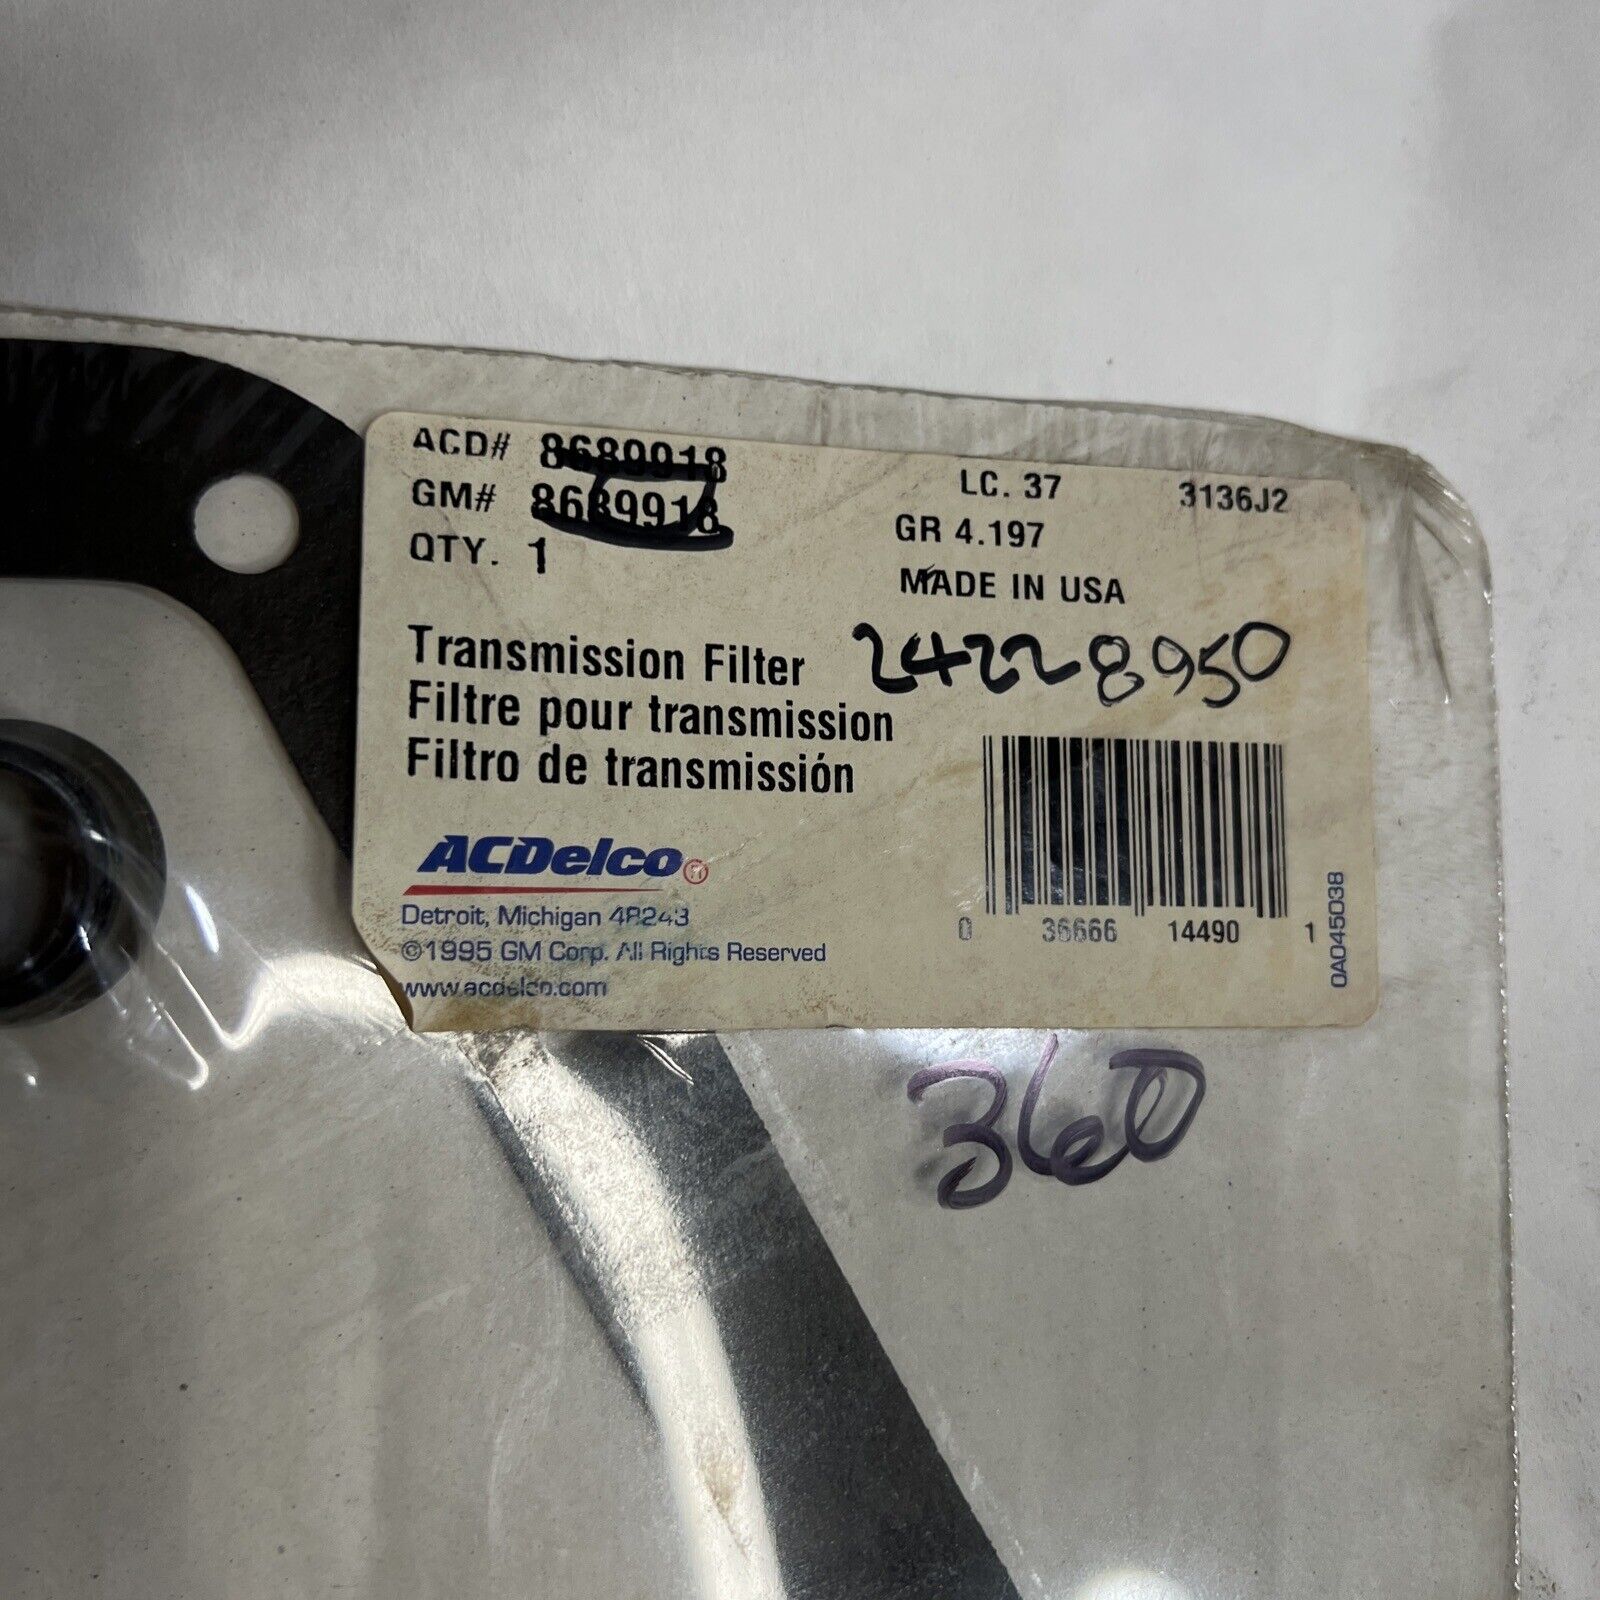 ACD# 8689918
GM# 8689918
QTY. 1
LC. 37 3136J2
GR 4.197
MADE IN USA
24228950
Transmission Filter
Filtre pour transmission
Filtro de transmissión
ACDelco®
Detroit, Michigan 48243
©1995 GM Corp. All Rights Reserved
www.acdelco.com
0 36666 14490 1
0A045038
360